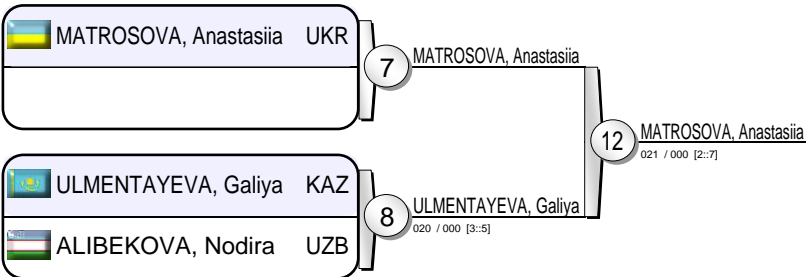 MATROSOVA, Anastasiia UKR
7
MATROSOVA, Anastasiia
12
MATROSOVA, Anastasiia
021 / 000 [2::7]
ULMENTAYEVA, Galiya KAZ
8
ULMENTAYEVA, Galiya
020 / 000 [3::5]
ALIBEKOVA, Nodira UZB